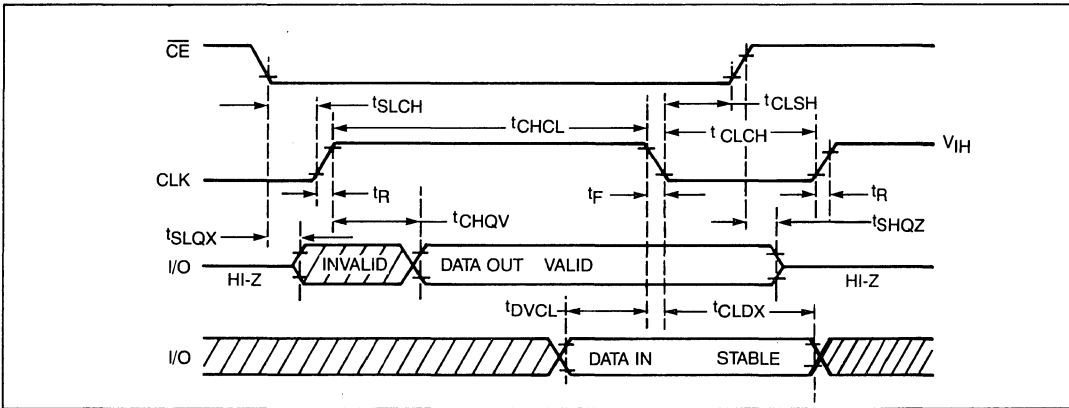 CE
tSLCH
tCLSH
tCHCL
tCLCH
VIH
CLK
tR
tF
tR
tCHQV
tSHQZ
tSLQX
I/O
HI-Z
INVALID
DATA OUT VALID
HI-Z
tDVCL
tCLDX
I/O
DATA IN STABLE